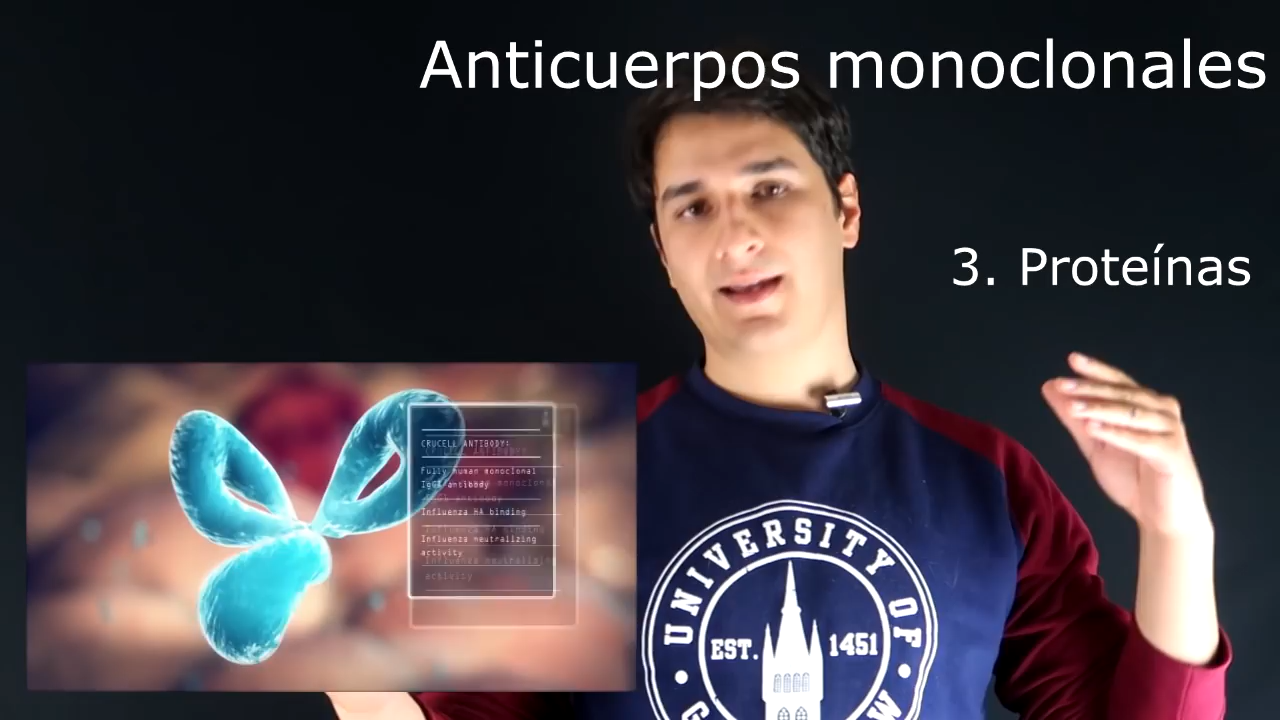 Anticuerpos monoclonales
3. Proteínas
CRUCELL ANTIBODY:
Fully human monoclonal
IgG1 antibody
Influenza HA binding
Influenza neutralizing
activity
UNIVERSITY OF
EST. 1451